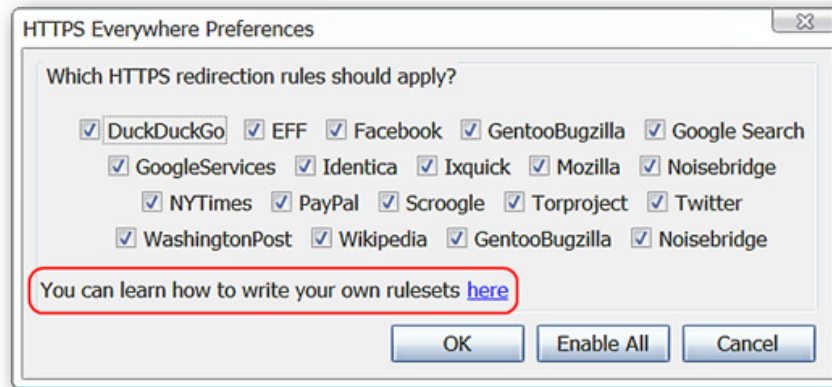 HTTPS Everywhere Preferences
Which HTTPS redirection rules should apply?
DuckDuckGo EFF Facebook GentooBugzilla Google Search
GoogleServices Identica Ixquick Mozilla Noisebridge
NYTimes PayPal Scroogle Torproject Twitter
WashingtonPost Wikipedia GentooBugzilla Noisebridge
You can learn how to write your own rulesets here
OK Enable All Cancel